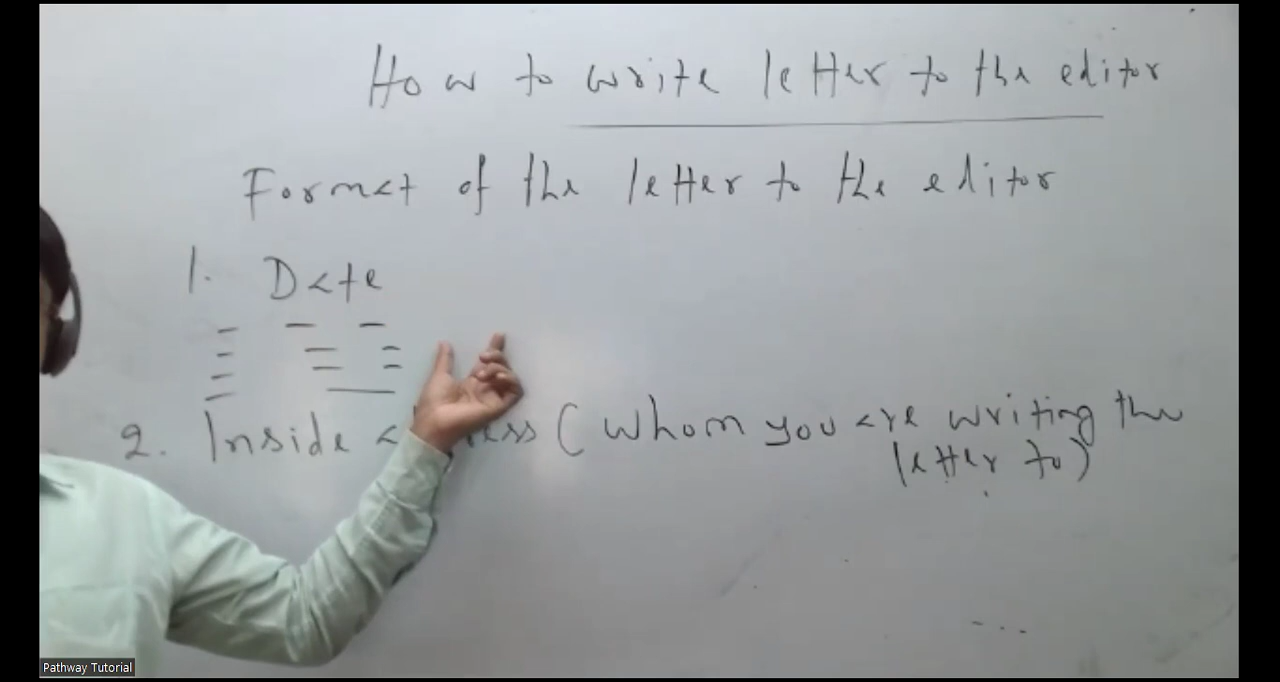 How to write letter to the editor
Format of the letter to the editor
1. Date
2. Inside (Whom you are writing the
letter to)
Pathway Tutorial